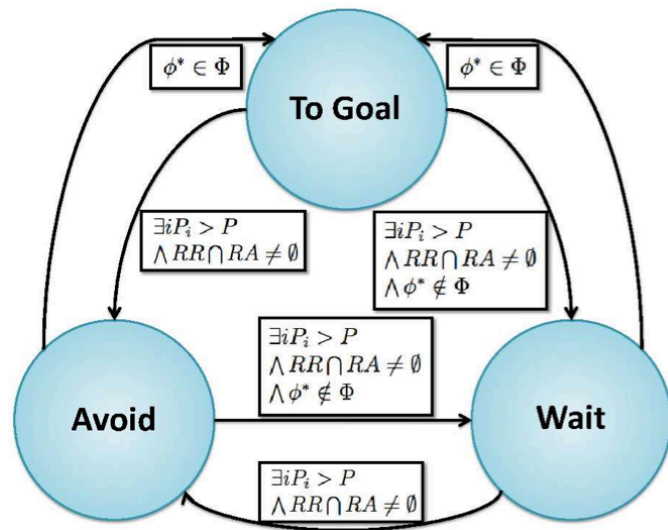 ϕ* ∈ Φ
ϕ* ∈ Φ
To Goal
∃iP_i > P
∧RR⋂RA ≠ ∅
∃iP_i > P
∧RR⋂RA ≠ ∅
∧ϕ* ∉ Φ
∃iP_i > P
∧RR⋂RA ≠ ∅
∧ϕ* ∉ Φ
Avoid
Wait
∃iP_i > P
∧RR⋂RA ≠ ∅